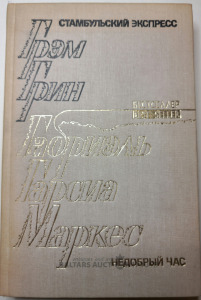 СТАМБУЛЬСКИЙ ЭКСПРЕСС
Грэм
Грин
Габриэль
Гарсиа
Маркес
НЕДОБРЫЙ ЧАС